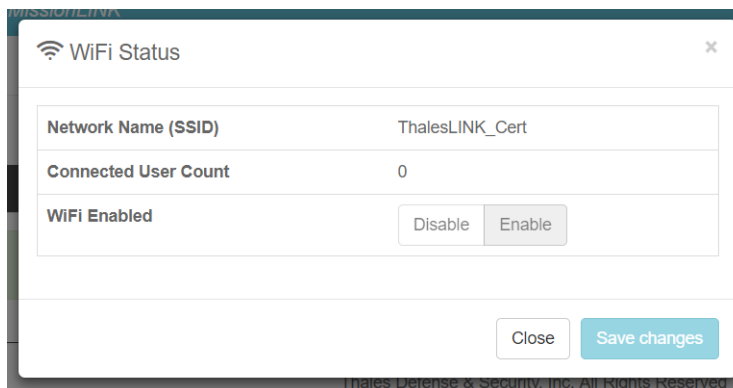 MissionLINK
WiFi Status
×
Network Name (SSID) ThalesLINK_Cert
Connected User Count 0
WiFi Enabled Disable Enable
Close Save changes
Thales Defense & Security, Inc. All Rights Reserved